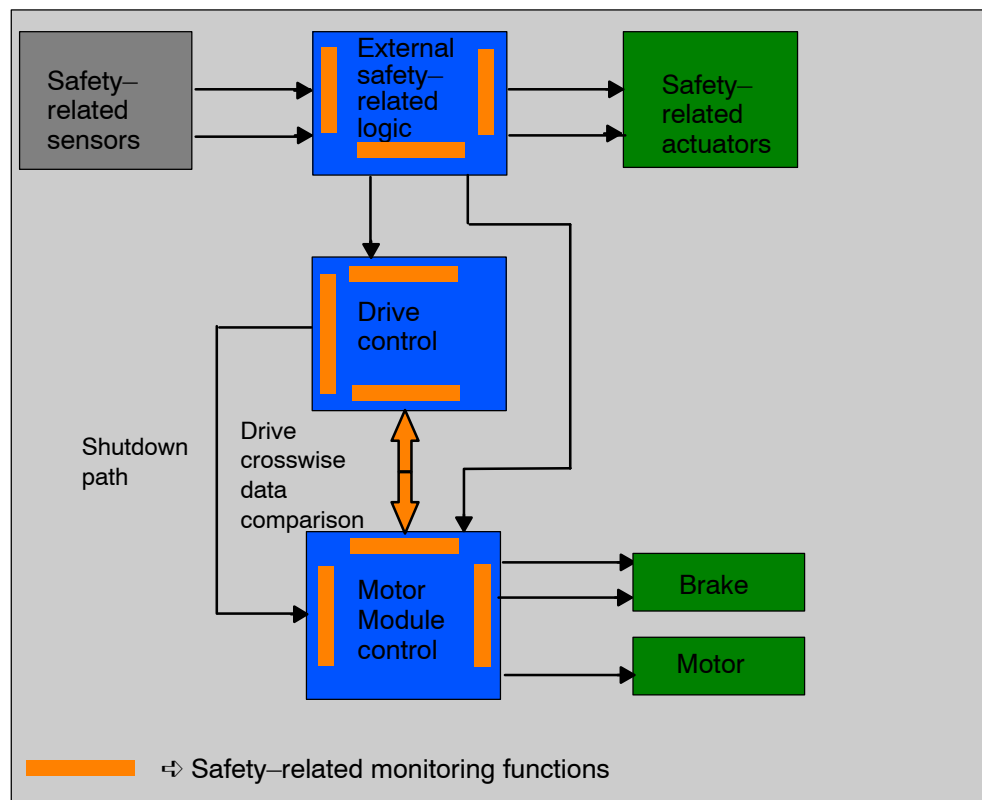 Safety–
related
sensors
External
safety–
related
logic
Safety–
related
actuators
Drive
control
Shutdown
path
Drive
crosswise
data
comparison
Motor
Module
control
Brake
Motor
➪ Safety–related monitoring functions